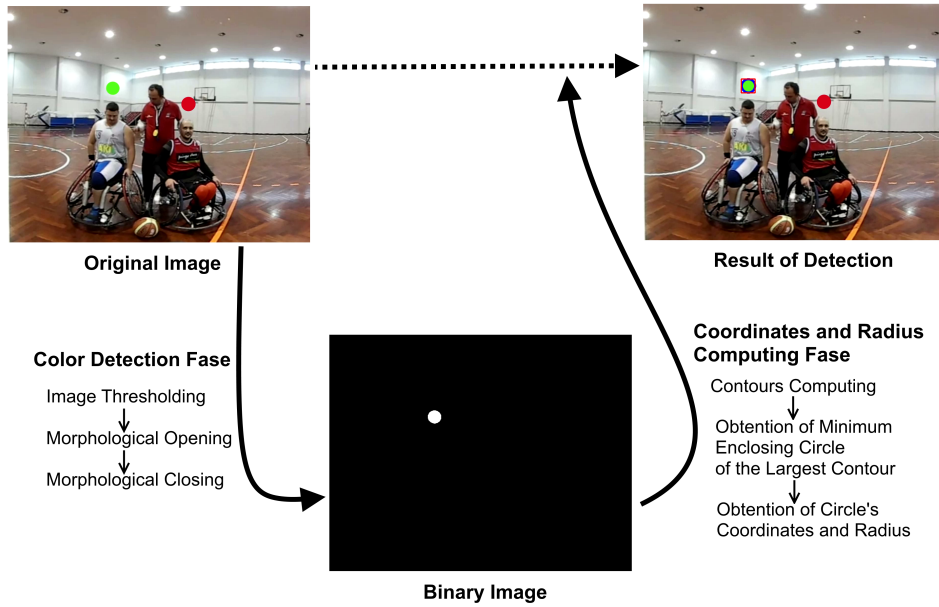 Original Image
Result of Detection
Color Detection Fase
Image Thresholding
Morphological Opening
Morphological Closing
Binary Image
Coordinates and Radius
Computing Fase
Contours Computing
Obtention of Minimum
Enclosing Circle
of the Largest Contour
Obtention of Circle's
Coordinates and Radius